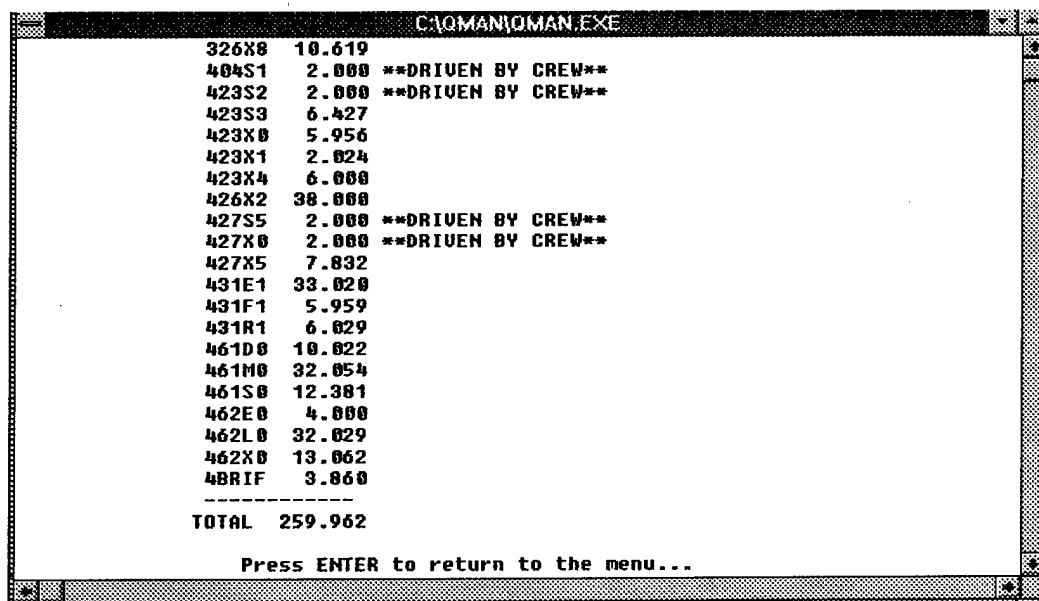 C:\QMAN\QMAN.EXE
326X8 10.619
404S1 2.000 **DRIVEN BY CREW**
423S2 2.000 **DRIVEN BY CREW**
423S3 6.427
423X0 5.956
423X1 2.024
423X4 6.000
426X2 38.000
427S5 2.000 **DRIVEN BY CREW**
427X0 2.000 **DRIVEN BY CREW**
427X5 7.832
431E1 33.020
431F1 5.959
431R1 6.029
461D0 10.022
461M0 32.054
461S0 12.381
462E0 4.000
462L0 32.029
462X0 13.062
4BRIF 3.860
-------------
TOTAL 259.962
Press ENTER to return to the menu...